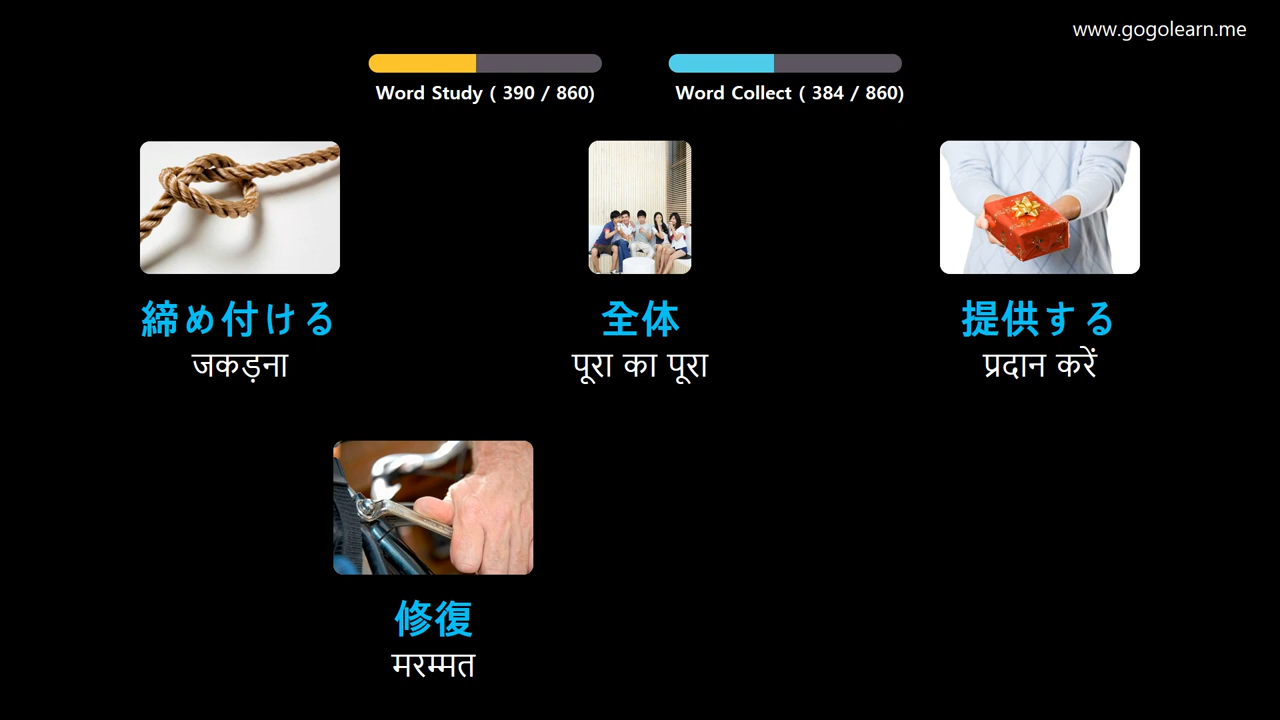 www.gogolearn.me
Word Study ( 390 / 860)
Word Collect ( 384 / 860)
締め付ける
जकड़ना
全体
पूरा का पूरा
提供する
प्रदान करें
修復
मरम्मत